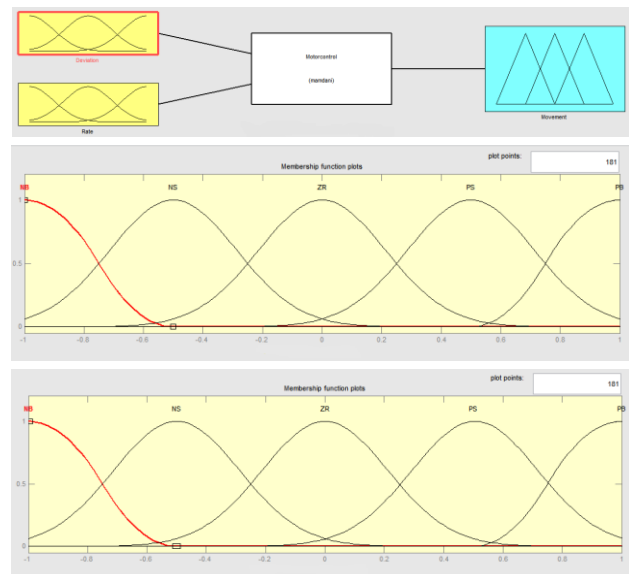 Deviation
Rate
Motorcontrol
(mamdani)
Movement
plot points: 181
Membership function plots
NB NS ZR PS PB
1
0.5
0
-1 -0.8 -0.6 -0.4 -0.2 0 0.2 0.4 0.6 0.8 1
plot points: 181
Membership function plots
NB NS ZR PS PB
1
0.5
0
-1 -0.8 -0.6 -0.4 -0.2 0 0.2 0.4 0.6 0.8 1